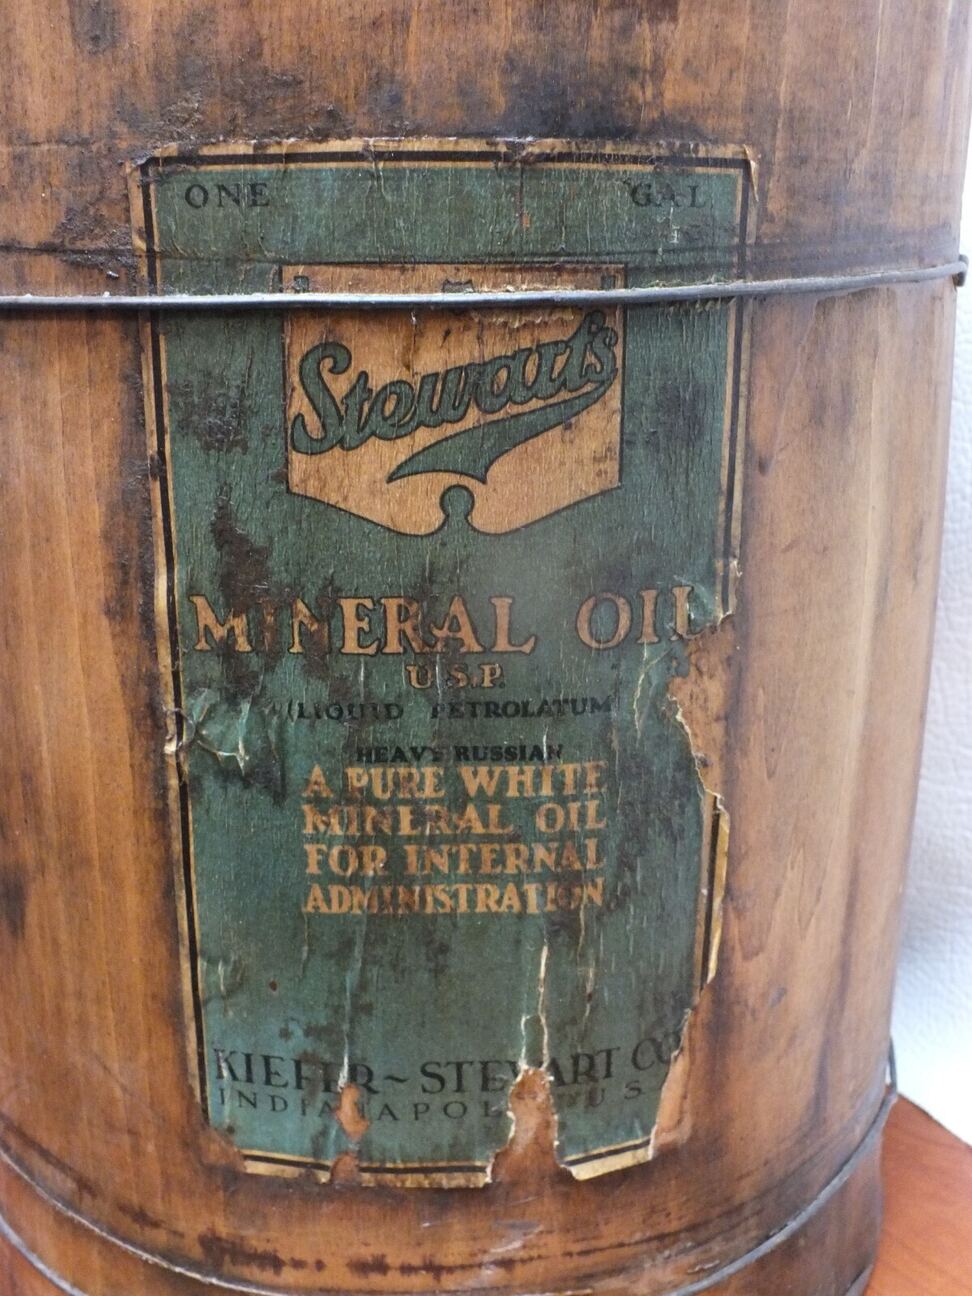 ONE GAL
Stewart's
MINERAL OIL
U.S.P.
(LIQUID PETROLATUM
HEAVY RUSSIAN
A PURE WHITE
MINERAL OIL
FOR INTERNAL
ADMINISTRATION
KIEFER~STEWART CO
INDIANAPOLIS U S